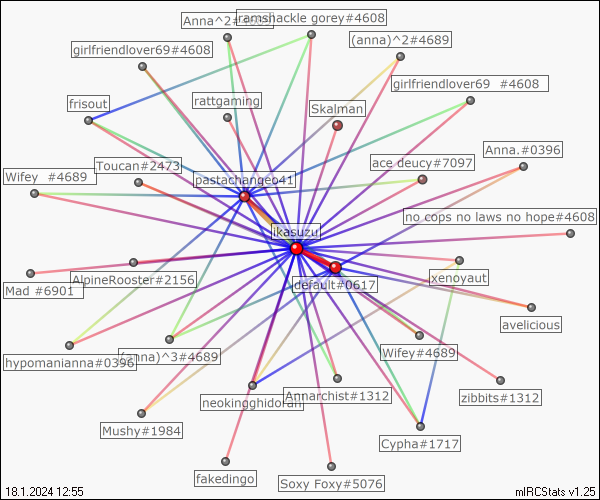 Anna^2#4689
ramshackle gorey#4608
(anna)^2#4689
girlfriendlover69#4608
girlfriendlover69 #4608
frisout
rattgaming
Skalman
Anna.#0396
ace deucy#7097
Toucan#2473
Wifey #4689
pastachangeo41
no cops no laws no hope#4608
ikasuzu
xenoyaut
AlpineRooster#2156
default#0617
Mad #6901
avelicious
hypomanianna#0396
(anna)^3#4689
Wifey#4689
neokingghidorah
Annarchist#1312
zibbits#1312
Mushy#1984
Cypha#1717
fakedingo
Soxy Foxy#5076
18.1.2024 12:55
mIRCStats v1.25